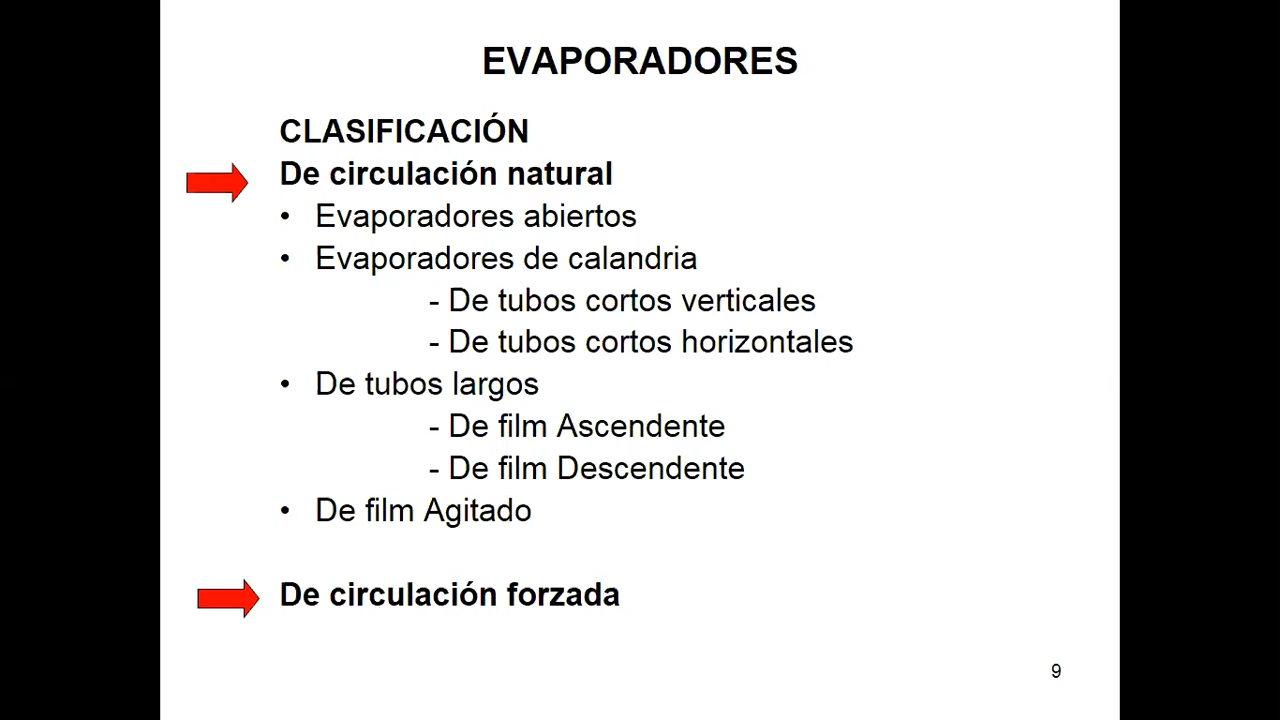 EVAPORADORES
CLASIFICACIÓN
De circulación natural
• Evaporadores abiertos
• Evaporadores de calandria
- De tubos cortos verticales
- De tubos cortos horizontales
• De tubos largos
- De film Ascendente
- De film Descendente
• De film Agitado
De circulación forzada
9